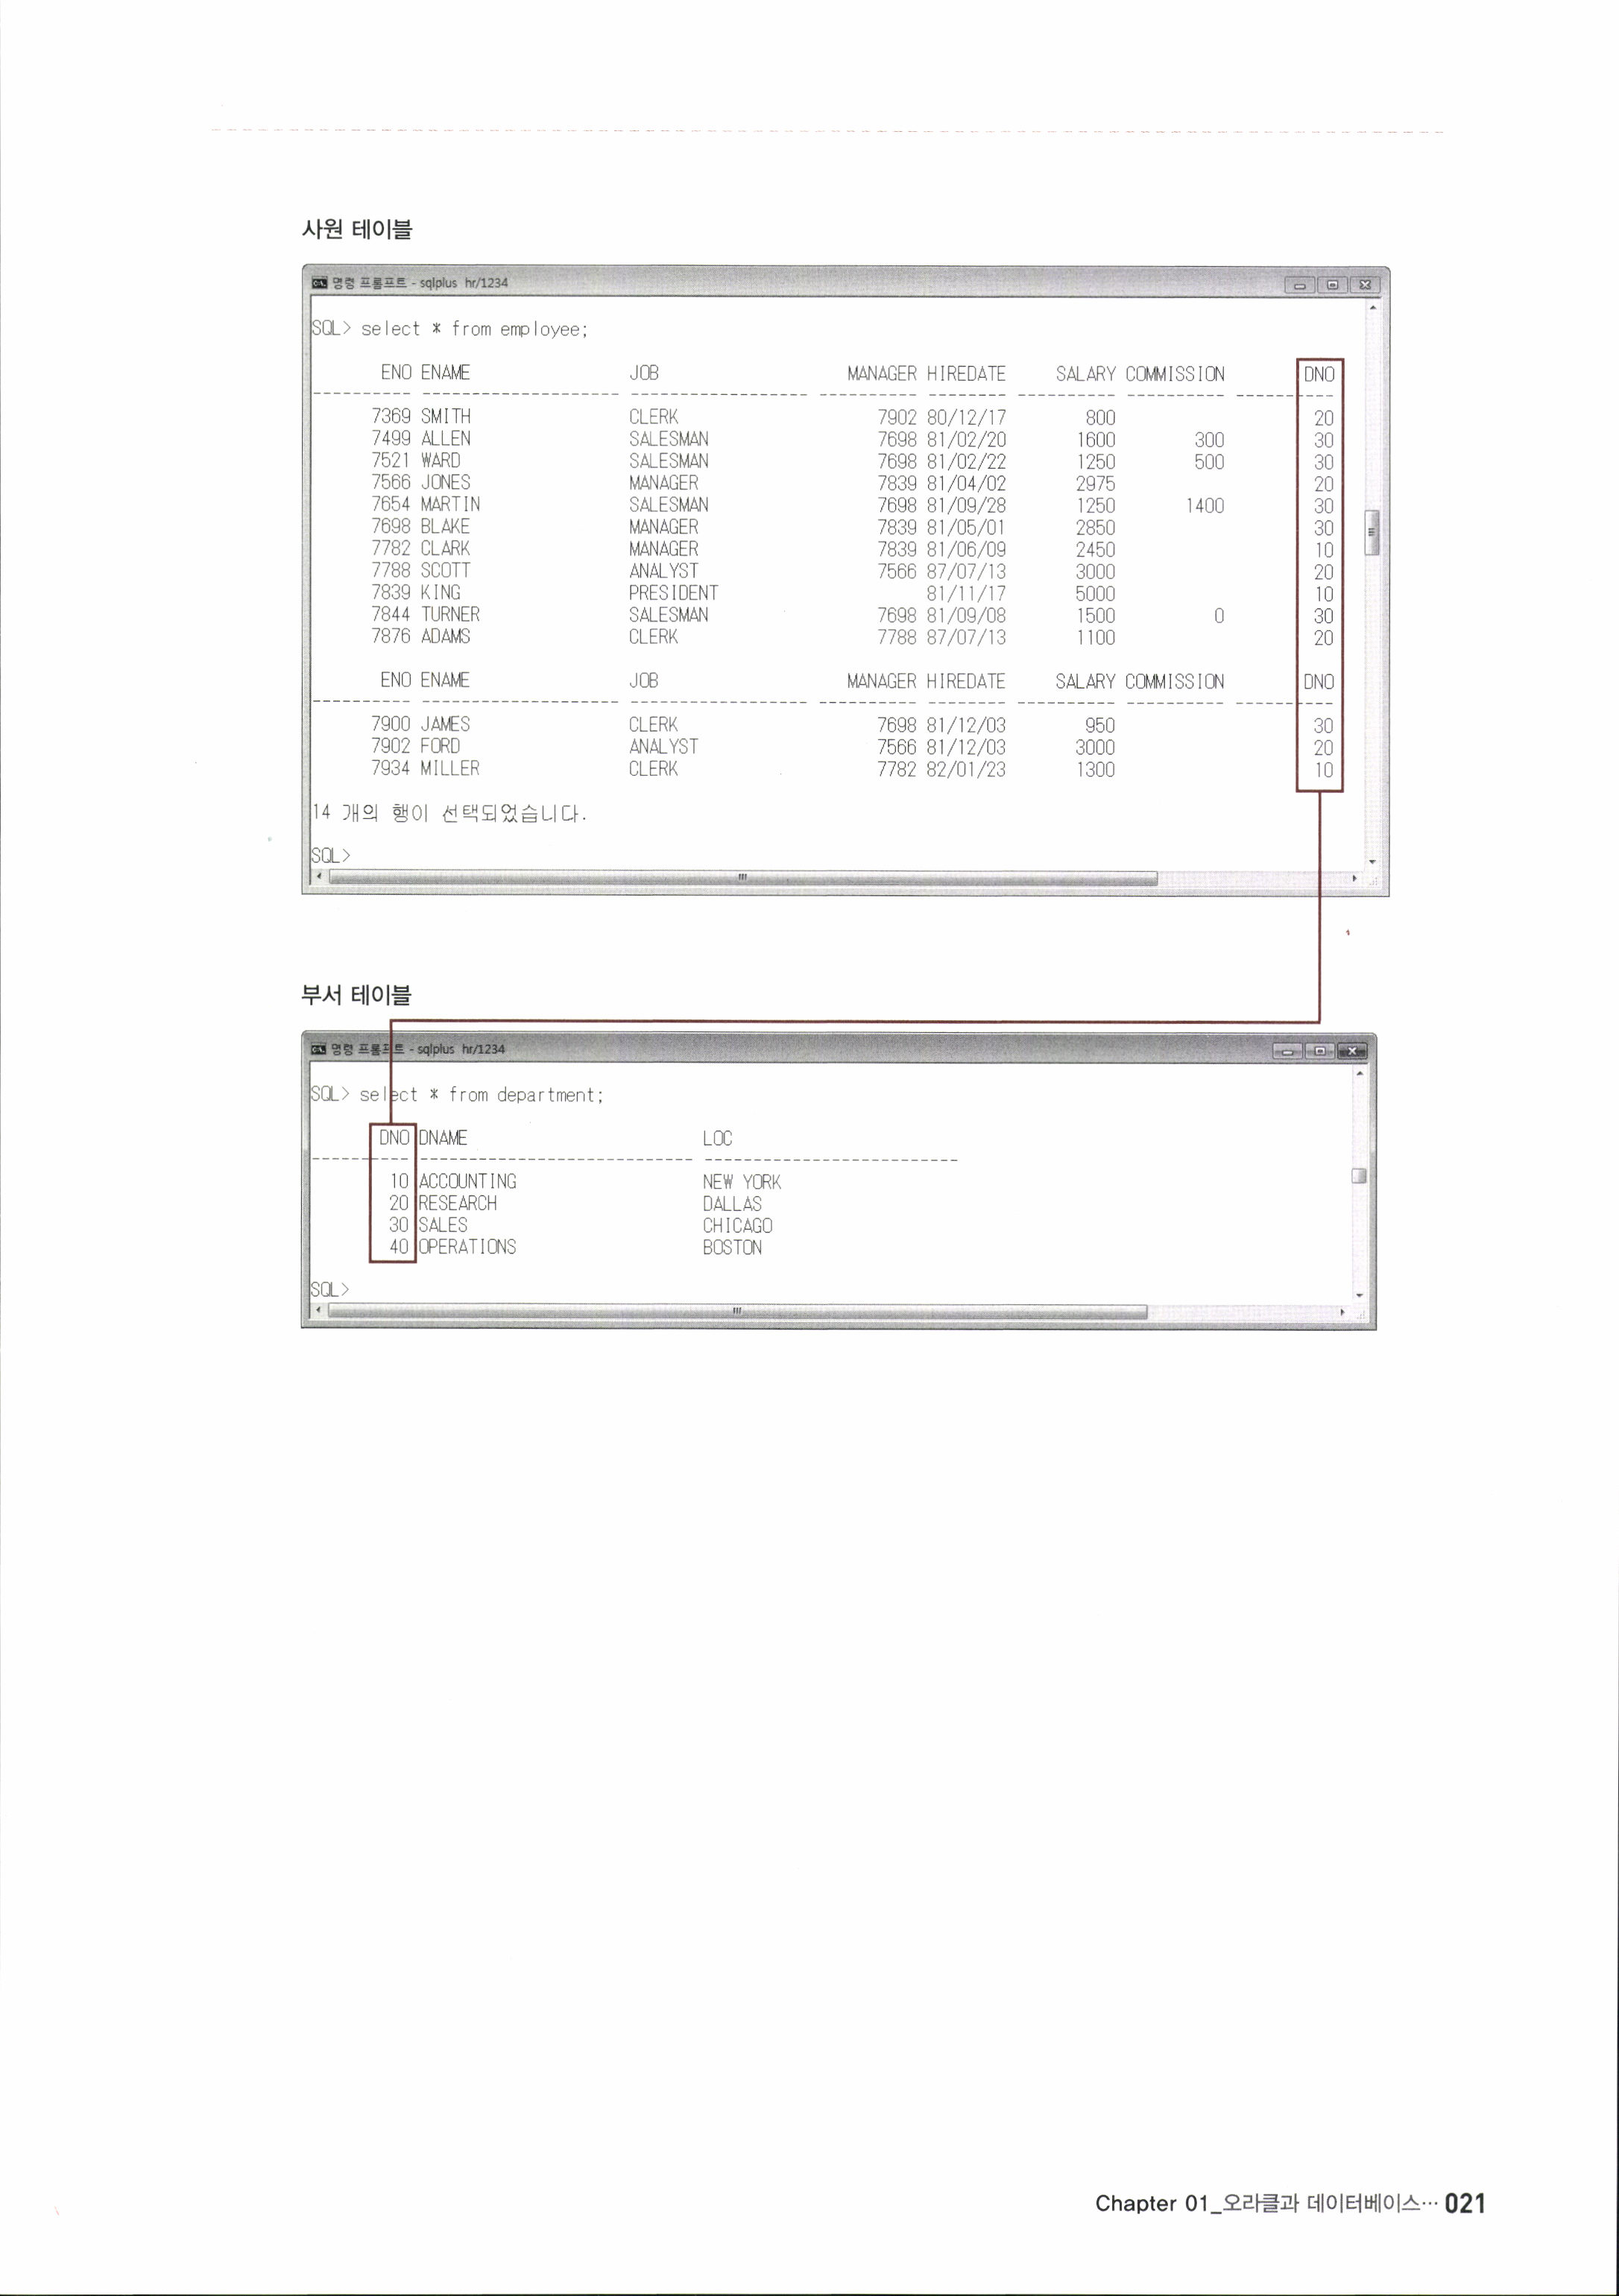 사원 테이블
명령 프롬프트 - sqlplus hr/1234
SQL> select * from employee;
ENO ENAME JOB MANAGER HIREDATE SALARY COMMISSION DNO
7369 SMITH CLERK 7902 80/12/17 800 20
7499 ALLEN SALESMAN 7698 81/02/20 1600 300 30
7521 WARD SALESMAN 7698 81/02/22 1250 500 30
7566 JONES MANAGER 7839 81/04/02 2975 20
7654 MARTIN SALESMAN 7698 81/09/28 1250 1400 30
7698 BLAKE MANAGER 7839 81/05/01 2850 30
7782 CLARK MANAGER 7839 81/06/09 2450 10
7788 SCOTT ANALYST 7566 87/07/13 3000 20
7839 KING PRESIDENT 81/11/17 5000 10
7844 TURNER SALESMAN 7698 81/09/08 1500 0 30
7876 ADAMS CLERK 7788 87/07/13 1100 20
ENO ENAME JOB MANAGER HIREDATE SALARY COMMISSION DNO
7900 JAMES CLERK 7698 81/12/03 950 30
7902 FORD ANALYST 7566 81/12/03 3000 20
7934 MILLER CLERK 7782 82/01/23 1300 10
14 개의 행이 선택되었습니다.
SQL>
부서 테이블
명령 프롬프트 - sqlplus hr/1234
SQL> select * from department;
DNO DNAME LOC
10 ACCOUNTING NEW YORK
20 RESEARCH DALLAS
30 SALES CHICAGO
40 OPERATIONS BOSTON
SQL>
Chapter 01_오라클과 데이터베이스… 021